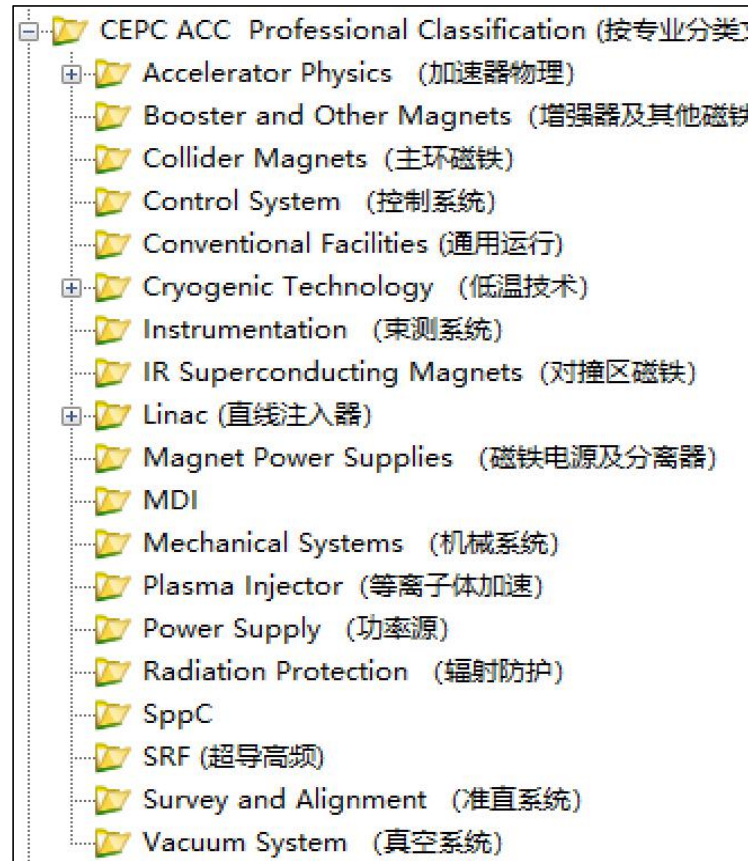 CEPC ACC Professional Classification (按专业分类
Accelerator Physics (加速器物理)
Booster and Other Magnets (增强器及其他磁铁
Collider Magnets (主环磁铁)
Control System (控制系统)
Conventional Facilities (通用运行)
Cryogenic Technology (低温技术)
Instrumentation (束测系统)
IR Superconducting Magnets (对撞区磁铁)
Linac (直线注入器)
Magnet Power Supplies (磁铁电源及分离器)
MDI
Mechanical Systems (机械系统)
Plasma Injector (等离子体加速)
Power Supply (功率源)
Radiation Protection (辐射防护)
SppC
SRF (超导高频)
Survey and Alignment (准直系统)
Vacuum System (真空系统)